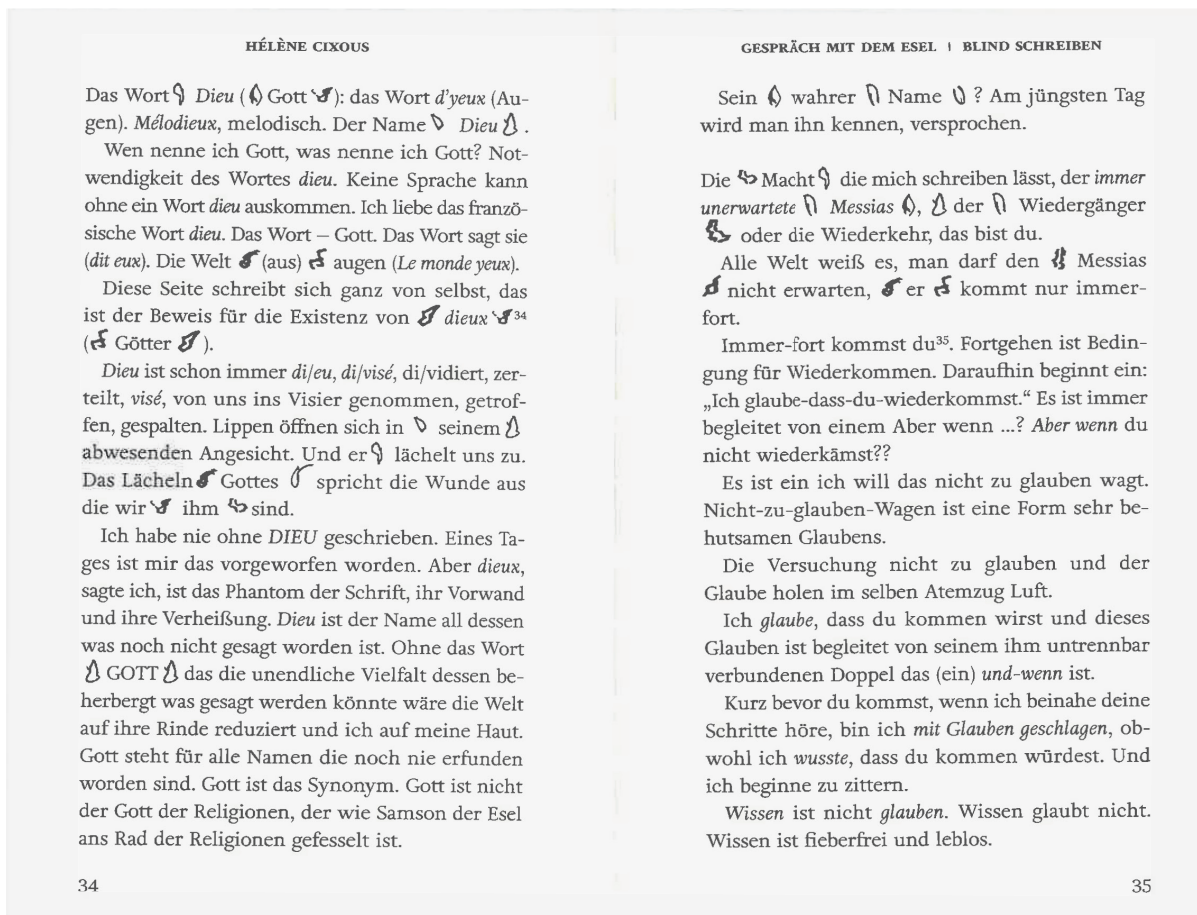 HÉLÈNE CIXOUS
Das Wort Dieu (Gott): das Wort d'yeux (Au-
gen). Mélodieux, melodisch. Der Name Dieu.
Wen nenne ich Gott, was nenne ich Gott? Not-
wendigkeit des Wortes dieu. Keine Sprache kann
ohne ein Wort dieu auskommen. Ich liebe das franzö-
sische Wort dieu. Das Wort – Gott. Das Wort sagt sie
(dit eux). Die Welt (aus) augen (Le monde yeux).
Diese Seite schreibt sich ganz von selbst, das
ist der Beweis für die Existenz von dieux³⁴
(Götter).
Dieu ist schon immer di/eu, di/visé, di/vidiert, zer-
teilt, visé, von uns ins Visier genommen, getrof-
fen, gespalten. Lippen öffnen sich in seinem
abwesenden Angesicht. Und er lächelt uns zu.
Das Lächeln Gottes spricht die Wunde aus
die wir ihm sind.
Ich habe nie ohne DIEU geschrieben. Eines Ta-
ges ist mir das vorgeworfen worden. Aber dieux,
sagte ich, ist das Phantom der Schrift, ihr Vorwand
und ihre Verheißung. Dieu ist der Name all dessen
was noch nicht gesagt worden ist. Ohne das Wort
GOTT das die unendliche Vielfalt dessen be-
herbergt was gesagt werden könnte wäre die Welt
auf ihre Rinde reduziert und ich auf meine Haut.
Gott steht für alle Namen die noch nie erfunden
worden sind. Gott ist das Synonym. Gott ist nicht
der Gott der Religionen, der wie Samson der Esel
ans Rad der Religionen gefesselt ist.
34
GESPRÄCH MIT DEM ESEL | BLIND SCHREIBEN
Sein wahrer Name ? Am jüngsten Tag
wird man ihn kennen, versprochen.
Die Macht die mich schreiben lässt, der immer
unerwartete Messias, der Wiedergänger
oder die Wiederkehr, das bist du.
Alle Welt weiß es, man darf den Messias
nicht erwarten, er kommt nur immer-
fort.
Immer-fort kommst du³⁵. Fortgehen ist Bedin-
gung für Wiederkommen. Daraufhin beginnt ein:
„Ich glaube-dass-du-wiederkommst.“ Es ist immer
begleitet von einem Aber wenn ...? Aber wenn du
nicht wiederkämst??
Es ist ein ich will das nicht zu glauben wagt.
Nicht-zu-glauben-Wagen ist eine Form sehr be-
hutsamen Glaubens.
Die Versuchung nicht zu glauben und der
Glaube holen im selben Atemzug Luft.
Ich glaube, dass du kommen wirst und dieses
Glauben ist begleitet von seinem ihm untrennbar
verbundenen Doppel das (ein) und-wenn ist.
Kurz bevor du kommst, wenn ich beinahe deine
Schritte höre, bin ich mit Glauben geschlagen, ob-
wohl ich wusste, dass du kommen würdest. Und
ich beginne zu zittern.
Wissen ist nicht glauben. Wissen glaubt nicht.
Wissen ist fieberfrei und leblos.
35